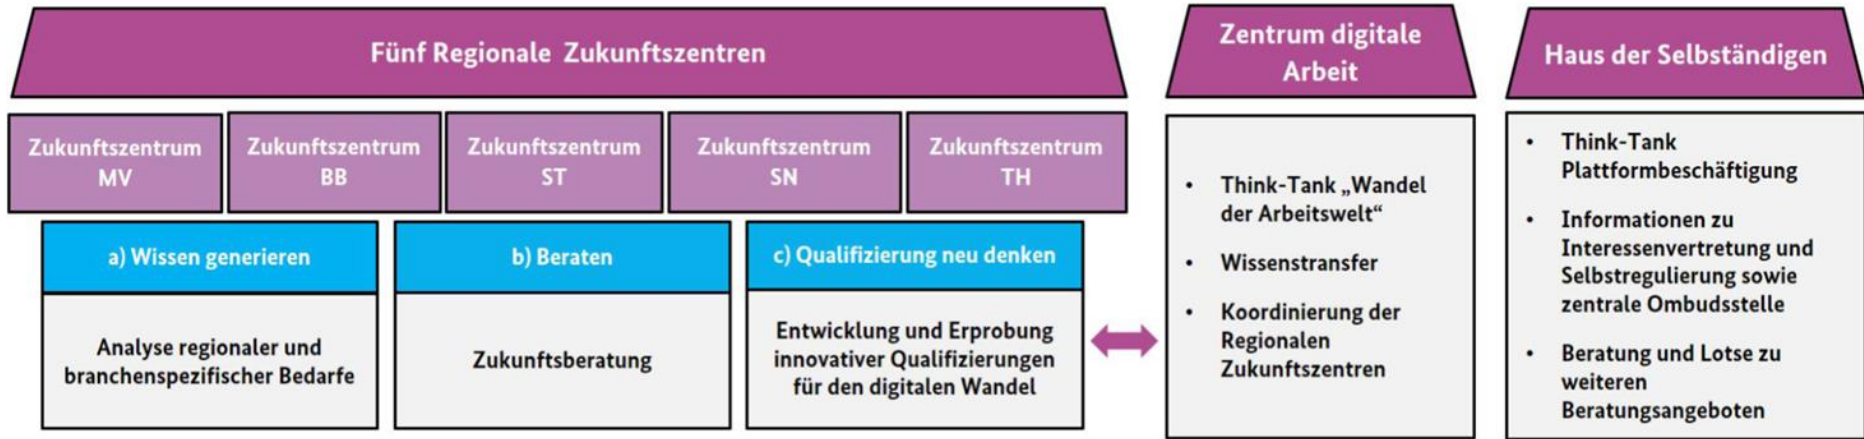 Fünf Regionale Zukunftszentren
Zukunftszentrum
MV
Zukunftszentrum
BB
Zukunftszentrum
ST
Zukunftszentrum
SN
Zukunftszentrum
TH
a) Wissen generieren
Analyse regionaler und
branchenspezifischer Bedarfe
b) Beraten
Zukunftsberatung
c) Qualifizierung neu denken
Entwicklung und Erprobung
innovativer Qualifizierungen
für den digitalen Wandel
Zentrum digitale
Arbeit
• Think-Tank „Wandel
der Arbeitswelt“
• Wissenstransfer
• Koordinierung der
Regionalen
Zukunftszentren
Haus der Selbständigen
• Think-Tank
Plattformbeschäftigung
• Informationen zu
Interessenvertretung und
Selbstregulierung sowie
zentrale Ombudsstelle
• Beratung und Lotse zu
weiteren
Beratungsangeboten